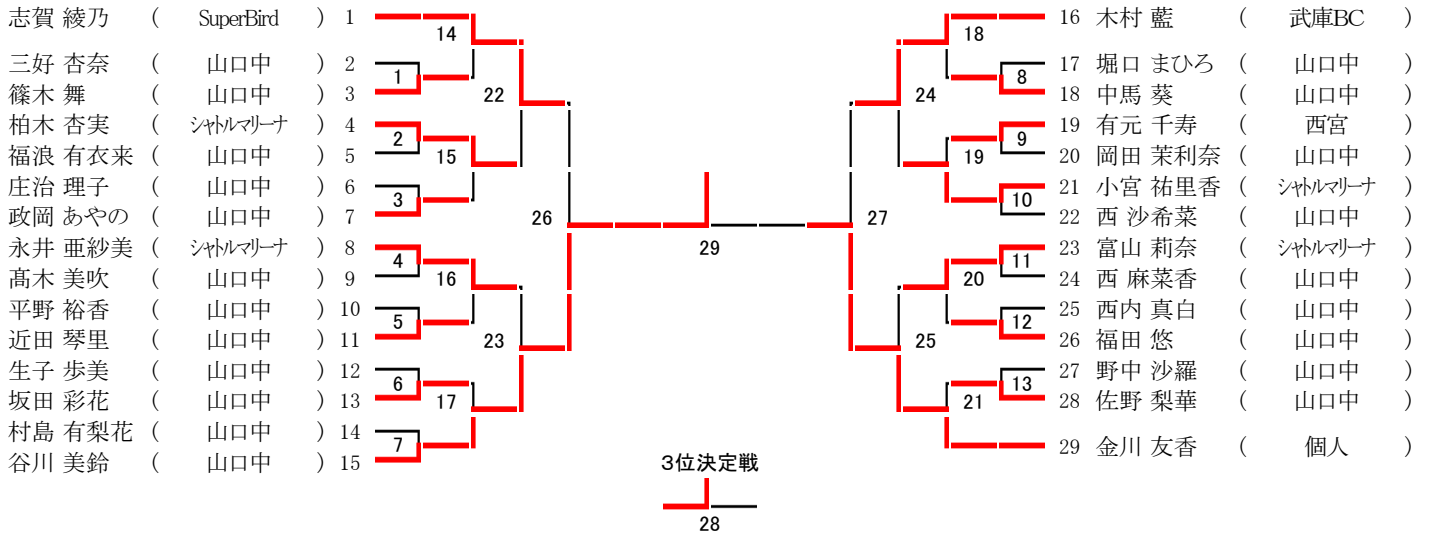 志賀 綾乃 ( SuperBird ) 1
三好 杏奈 ( 山口中 ) 2
篠木 舞 ( 山口中 ) 3
柏木 杏実 ( シャトルマリーナ ) 4
福浪 有衣来 ( 山口中 ) 5
庄治 理子 ( 山口中 ) 6
政岡 あやの ( 山口中 ) 7
永井 亜紗美 ( シャトルマリーナ ) 8
髙木 美吹 ( 山口中 ) 9
平野 裕香 ( 山口中 ) 10
近田 琴里 ( 山口中 ) 11
生子 歩美 ( 山口中 ) 12
坂田 彩花 ( 山口中 ) 13
村島 有梨花 ( 山口中 ) 14
谷川 美鈴 ( 山口中 ) 15
1
2
3
4
5
6
7
14
15
16
17
22
23
26
29
27
24
25
18
19
20
21
8
9
10
11
12
13
16 木村 藍 ( 武庫BC )
17 堀口 まひろ ( 山口中 )
18 中馬 葵 ( 山口中 )
19 有元 千寿 ( 西宮 )
20 岡田 茉利奈 ( 山口中 )
21 小宮 祐里香 ( シャトルマリーナ )
22 西 沙希菜 ( 山口中 )
23 富山 莉奈 ( シャトルマリーナ )
24 西 麻菜香 ( 山口中 )
25 西内 真白 ( 山口中 )
26 福田 悠 ( 山口中 )
27 野中 沙羅 ( 山口中 )
28 佐野 梨華 ( 山口中 )
29 金川 友香 ( 個人 )
3位決定戦
28